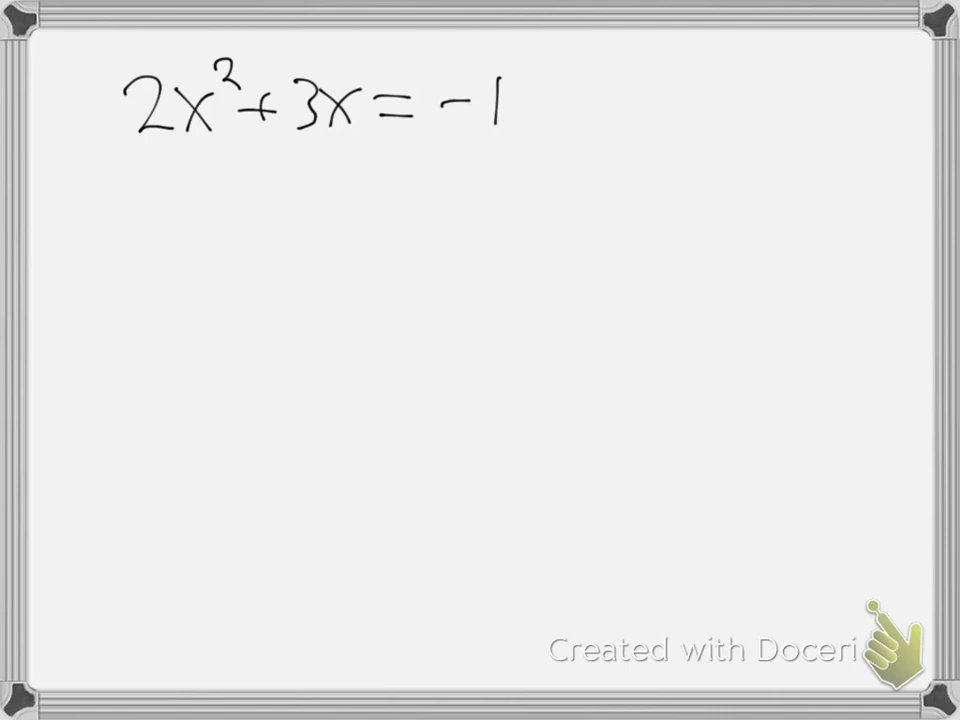 2x² + 3x = -1
Created with Doceri